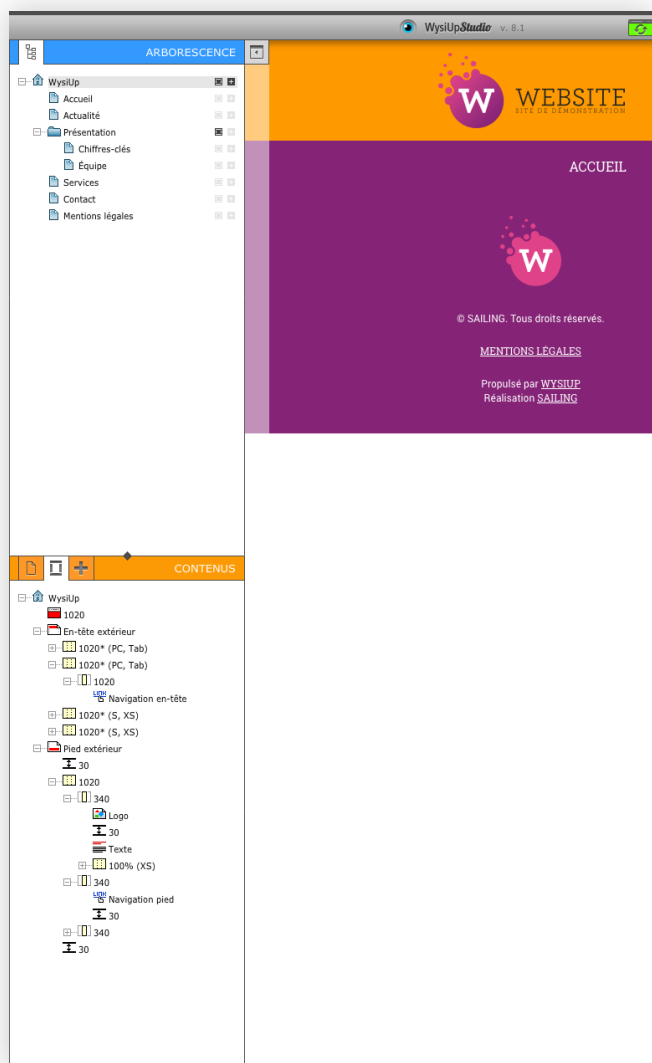 WysiUpStudio v. 8.1
ARBORESCENCE
WysiUp
Accueil
Actualité
Présentation
Chiffres-clés
Équipe
Services
Contact
Mentions légales
W WEBSITE
SITE DE DÉMONSTRATION
ACCUEIL
W
© SAILING. Tous droits réservés.
MENTIONS LÉGALES
Propulsé par WYSIUP
Réalisation SAILING
CONTENUS
WysiUp
1020
En-tête extérieur
1020* (PC, Tab)
1020* (PC, Tab)
1020
LINK Navigation en-tête
1020* (S, XS)
1020* (S, XS)
Pied extérieur
30
1020
340
Logo
30
Texte
100% (XS)
340
LINK Navigation pied
30
340
30